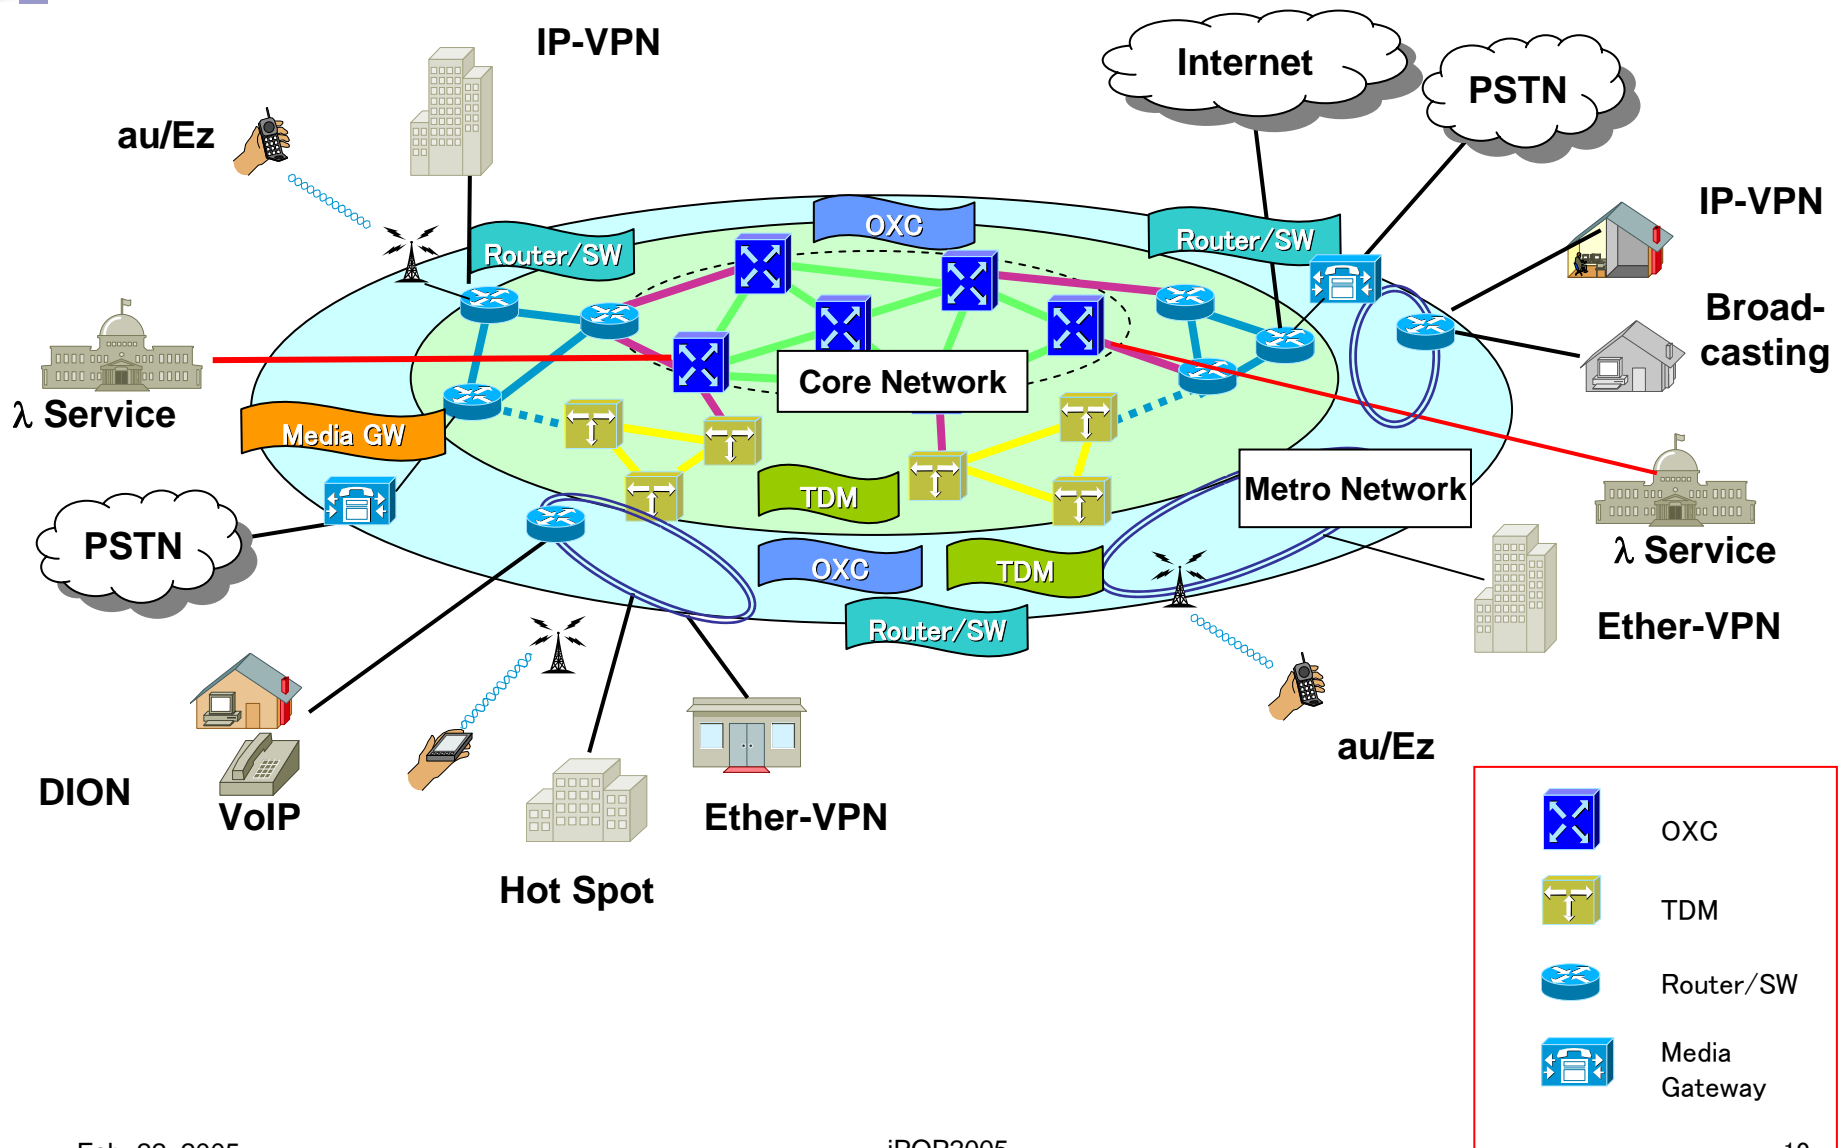 IP-VPN
Internet
PSTN
au/Ez
IP-VPN
OXC
Router/SW
Router/SW
Broad-
casting
Core Network
λ Service
Media GW
TDM
Metro Network
PSTN
λ Service
OXC
TDM
Router/SW
Ether-VPN
au/Ez
DION
VoIP
Ether-VPN
Hot Spot
OXC
TDM
Router/SW
Media
Gateway
iPOP2005